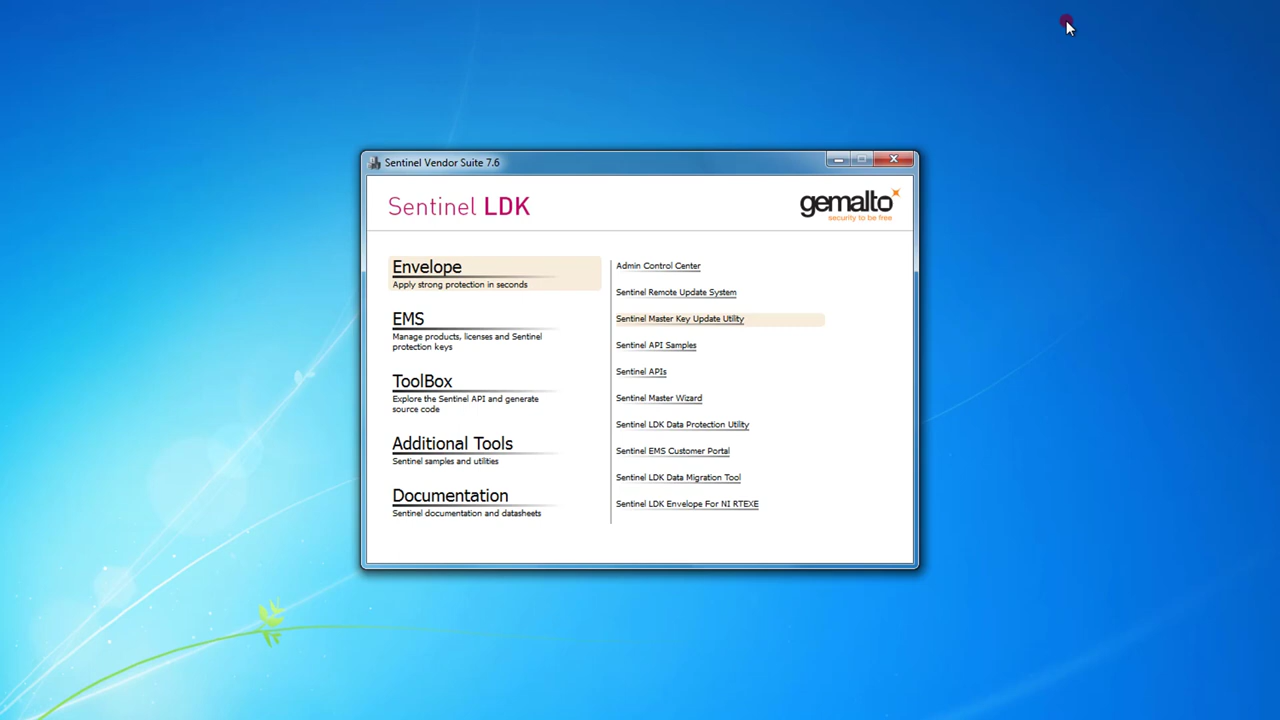 Sentinel Vendor Suite 7.6
Sentinel LDK
gemalto
security to be free
Envelope
Apply strong protection in seconds
EMS
Manage products, licenses and Sentinel
protection keys
ToolBox
Explore the Sentinel API and generate
source code
Additional Tools
Sentinel samples and utilities
Documentation
Sentinel documentation and datasheets
Admin Control Center
Sentinel Remote Update System
Sentinel Master Key Update Utility
Sentinel API Samples
Sentinel APIs
Sentinel Master Wizard
Sentinel LDK Data Protection Utility
Sentinel EMS Customer Portal
Sentinel LDK Data Migration Tool
Sentinel LDK Envelope For NI RTEXE